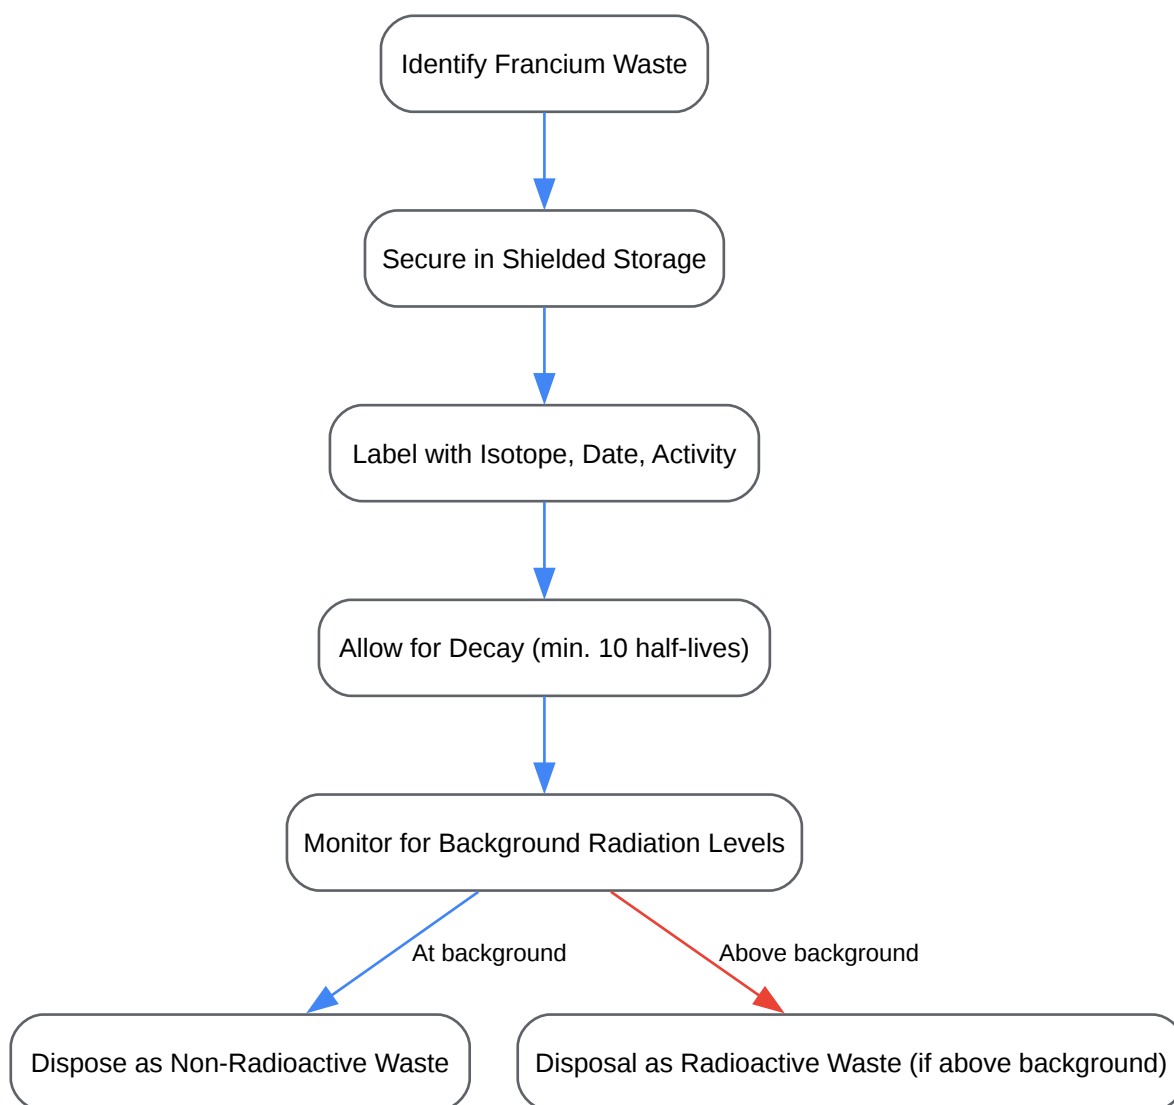 Identify Francium Waste
Secure in Shielded Storage
Label with Isotope, Date, Activity
Allow for Decay (min. 10 half-lives)
Monitor for Background Radiation Levels
At background
Above background
Dispose as Non-Radioactive Waste
Disposal as Radioactive Waste (if above background)